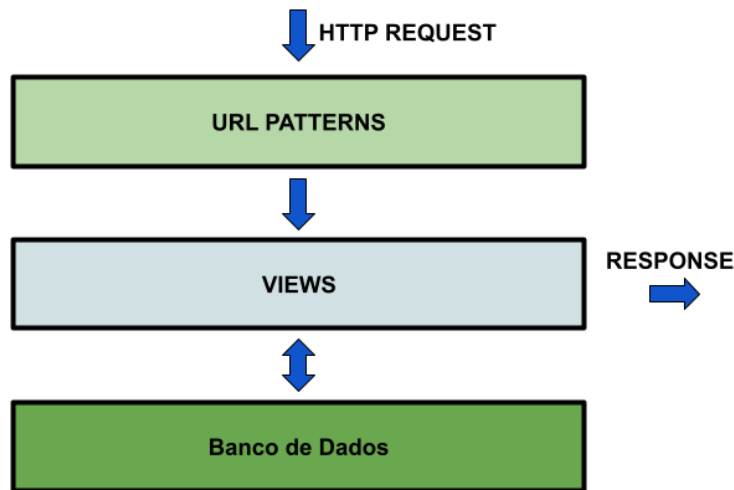 HTTP REQUEST
URL PATTERNS
VIEWS
RESPONSE
Banco de Dados